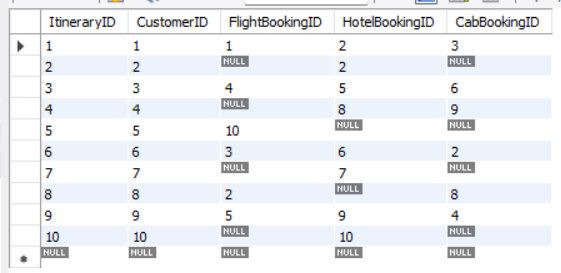 ItineraryID CustomerID FlightBookingID HotelBookingID CabBookingID
1 1 1 2 3
2 2 NULL 2 NULL
3 3 4 5 6
4 4 NULL 8 9
5 5 10 NULL NULL
6 6 3 6 2
7 7 NULL 7 NULL
8 8 2 NULL 8
9 9 5 9 4
10 10 NULL 10 NULL
NULL NULL NULL NULL NULL